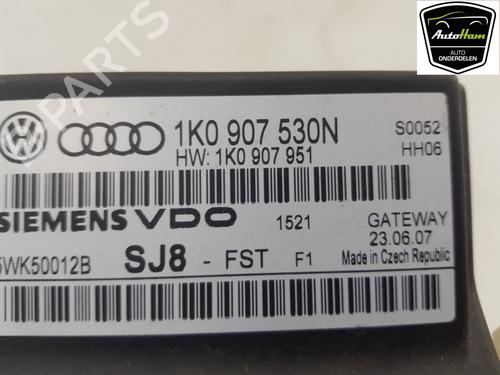 AutoHam
AUTO
ONDERDELEN
1K0 907 530N
HW: 1K0 907 951
S0052
HH06
SIEMENS VDO
1521
GATEWAY
23.06.07
5WK50012B
SJ8 - FST F1
Made in Czech Republic
B-PARTS